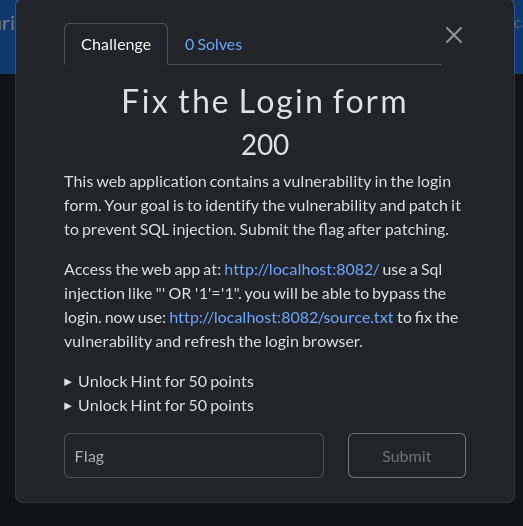 Challenge
0 Solves
Fix the Login form
200
This web application contains a vulnerability in the login
form. Your goal is to identify the vulnerability and patch it
to prevent SQL injection. Submit the flag after patching.
Access the web app at: http://localhost:8082/ use a Sql
injection like "' OR '1'='1". you will be able to bypass the
login. now use: http://localhost:8082/source.txt to fix the
vulnerability and refresh the login browser.
▸ Unlock Hint for 50 points
▸ Unlock Hint for 50 points
Flag
Submit